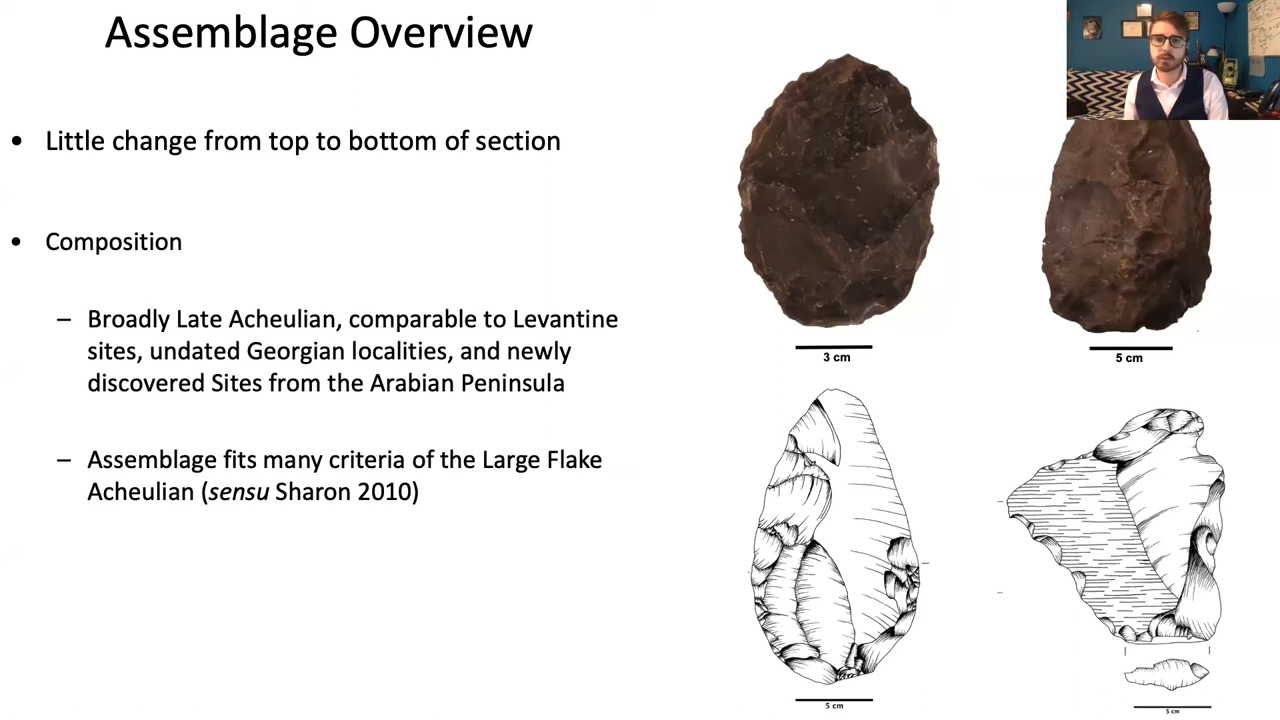 Assemblage Overview
• Little change from top to bottom of section
• Composition
– Broadly Late Acheulian, comparable to Levantine
sites, undated Georgian localities, and newly
discovered Sites from the Arabian Peninsula
– Assemblage fits many criteria of the Large Flake
Acheulian (sensu Sharon 2010)
3 cm
5 cm
5 cm
5 cm